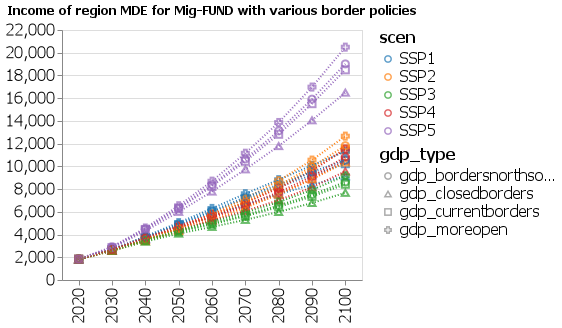 Income of region MDE for Mig-FUND with various border policies
22,000
20,000
18,000
16,000
14,000
12,000
10,000
8,000
6,000
4,000
2,000
0
2020
2030
2040
2050
2060
2070
2080
2090
2100
scen
SSP1
SSP2
SSP3
SSP4
SSP5
gdp_type
gdp_bordersnorthso...
gdp_closedborders
gdp_currentborders
gdp_moreopen